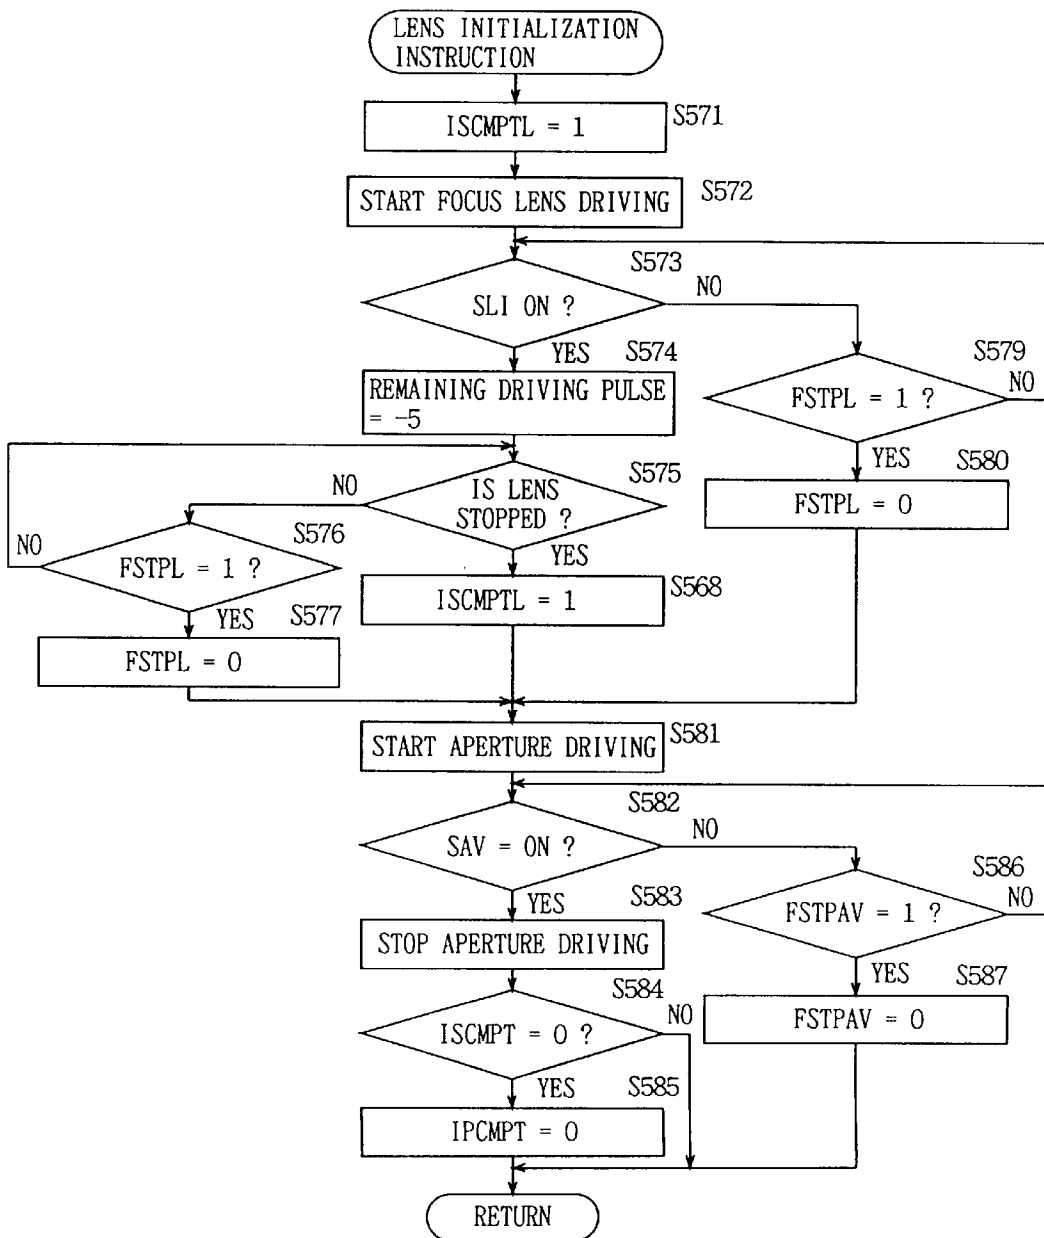 LENS INITIALIZATION
INSTRUCTION
S571
ISCMPTL = 1
S572
START FOCUS LENS DRIVING
S573
SLI ON ?
NO
YES
S574
REMAINING DRIVING PULSE
= -5
S579
FSTPL = 1 ?
NO
YES
S580
FSTPL = 0
S575
IS LENS
STOPPED ?
NO
YES
S576
FSTPL = 1 ?
NO
YES
S577
FSTPL = 0
S568
ISCMPTL = 1
S581
START APERTURE DRIVING
S582
SAV = ON ?
NO
YES
S583
STOP APERTURE DRIVING
S586
FSTPAV = 1 ?
NO
YES
S587
FSTPAV = 0
S584
ISCMPT = 0 ?
NO
YES
S585
IPCMPT = 0
RETURN